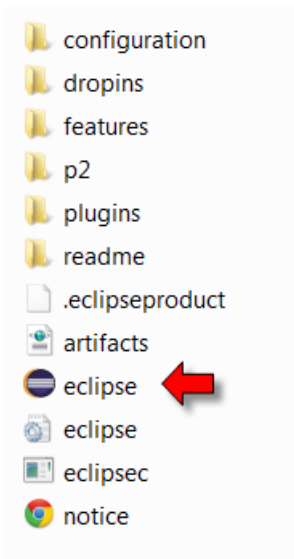 configuration
dropins
features
p2
plugins
readme
.eclipseproduct
artifacts
eclipse
eclipse
eclipsec
notice